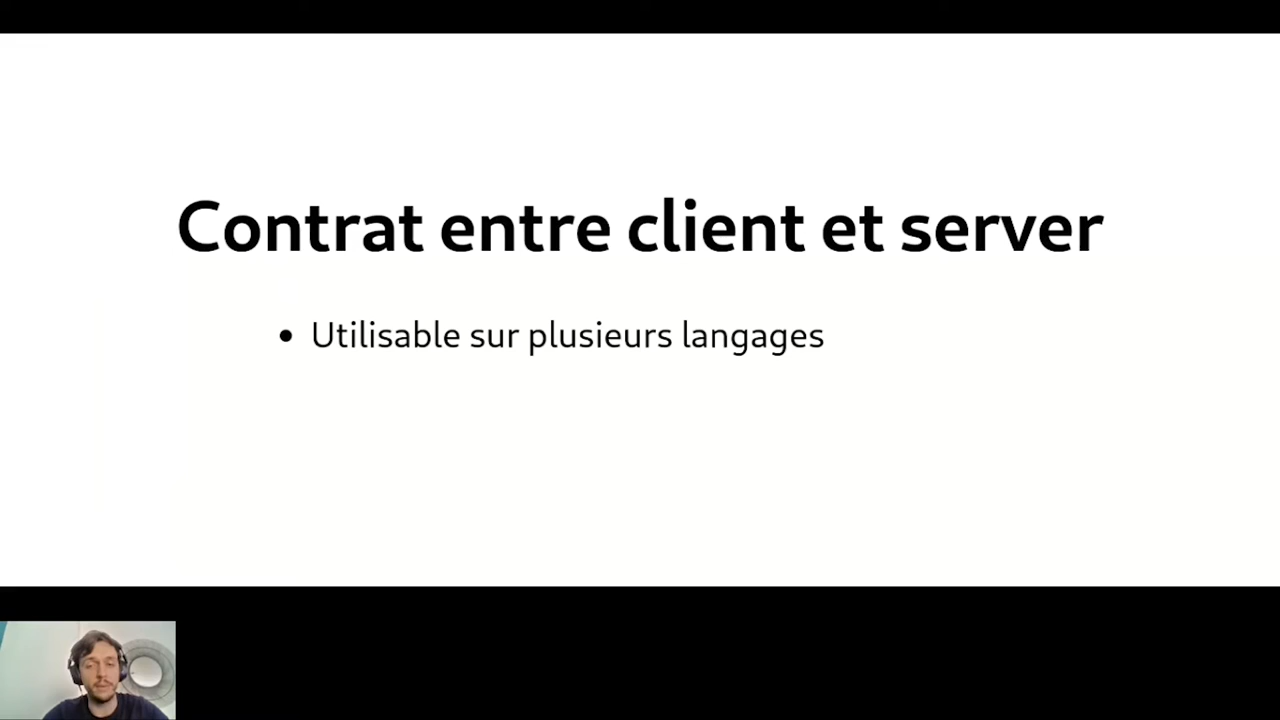 Contrat entre client et server
• Utilisable sur plusieurs langages